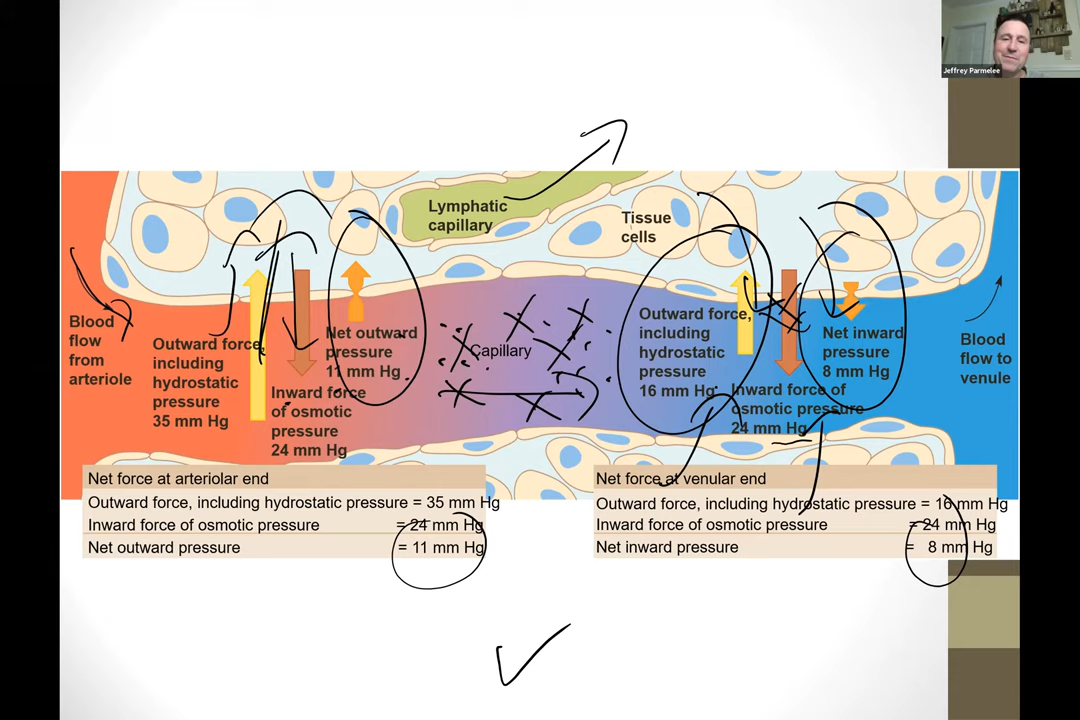 Jeffrey Parmelee
Lymphatic
capillary
Tissue
cells
Blood
flow
from
arteriole
Outward force,
including
hydrostatic
pressure
35 mm Hg
Inward force
of osmotic
pressure
24 mm Hg
Net outward
pressure
11 mm Hg
Capillary
Outward force,
including
hydrostatic
pressure
16 mm Hg
Inward force of
osmotic pressure
24 mm Hg
Net inward
pressure
8 mm Hg
Blood
flow to
venule
Net force at arteriolar end
Outward force, including hydrostatic pressure = 35 mm Hg
Inward force of osmotic pressure = 24 mm Hg
Net outward pressure = 11 mm Hg
Net force at venular end
Outward force, including hydrostatic pressure = 16 mm Hg
Inward force of osmotic pressure = 24 mm Hg
Net inward pressure = 8 mm Hg